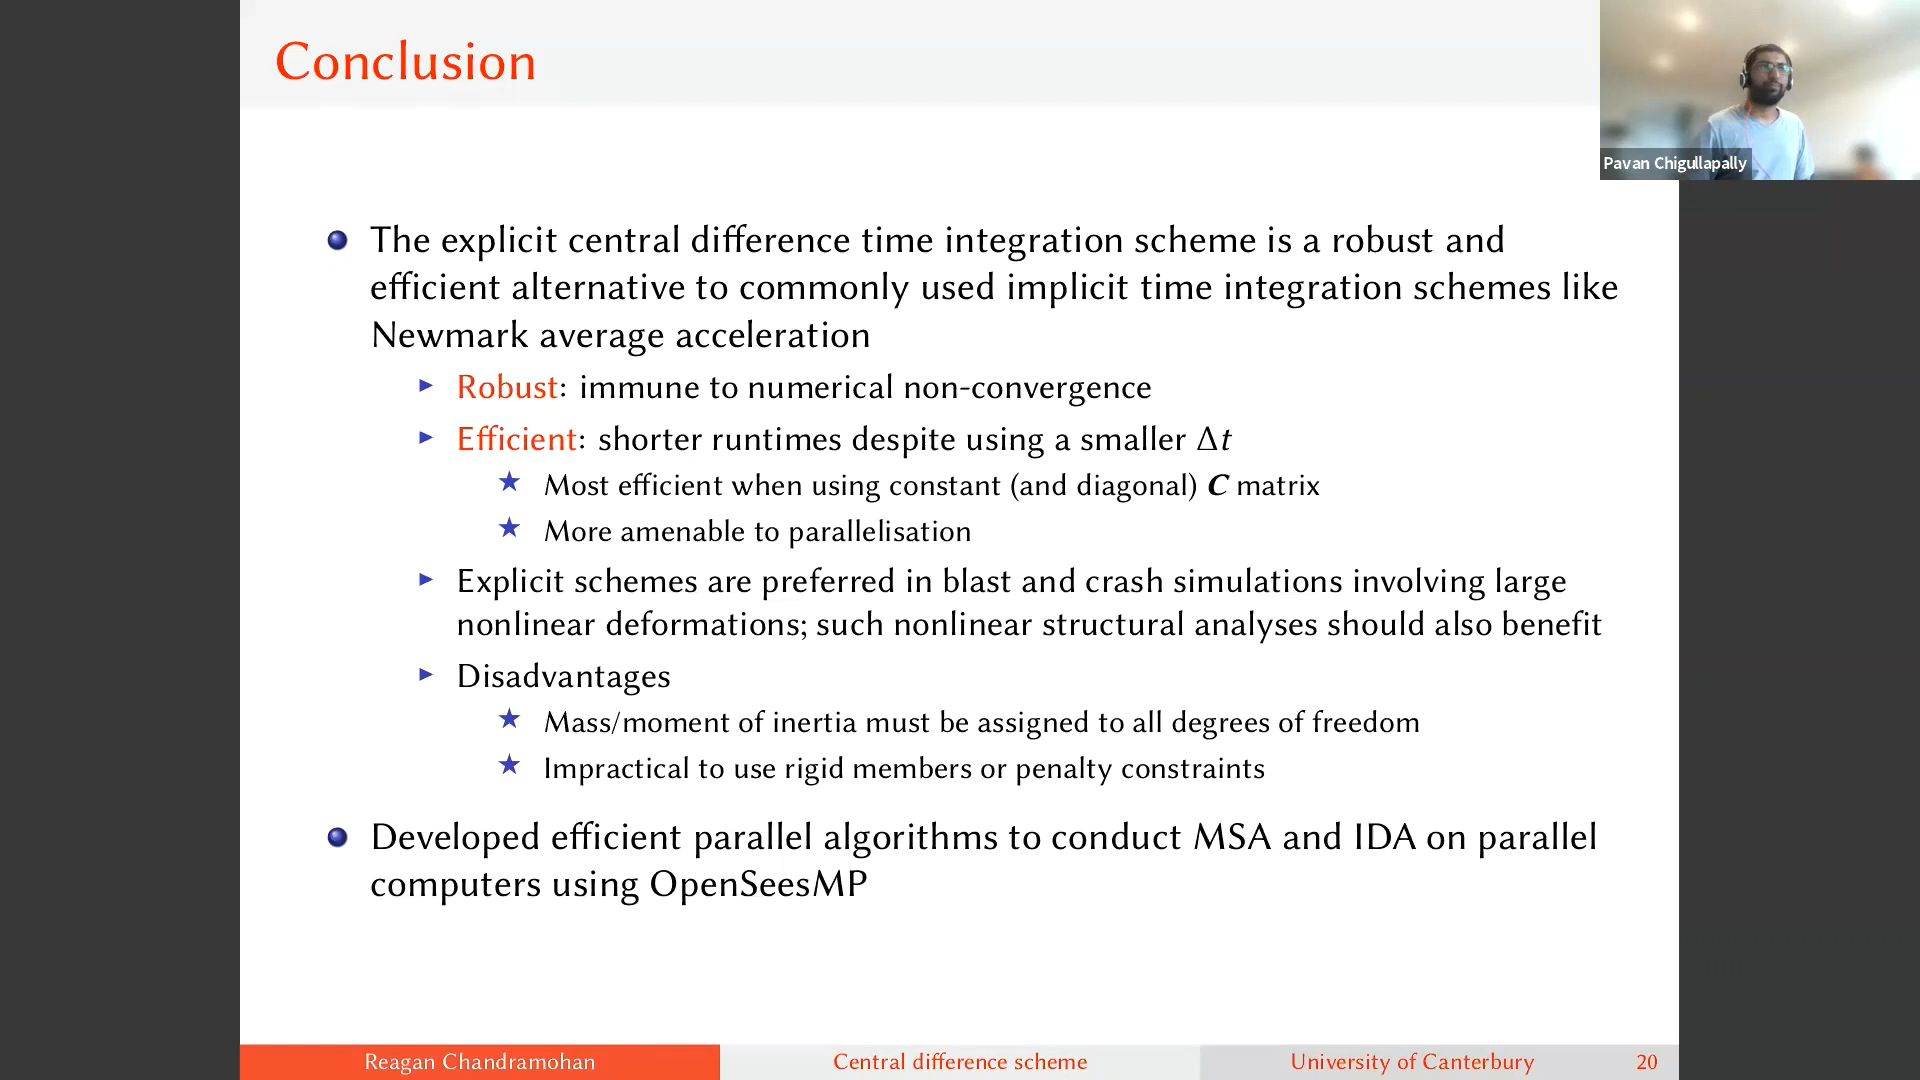 Conclusion
Pavan Chigullapally
The explicit central difference time integration scheme is a robust and
efficient alternative to commonly used implicit time integration schemes like
Newmark average acceleration
Robust: immune to numerical non-convergence
Efficient: shorter runtimes despite using a smaller Δt
Most efficient when using constant (and diagonal) C matrix
More amenable to parallelisation
Explicit schemes are preferred in blast and crash simulations involving large
nonlinear deformations; such nonlinear structural analyses should also benefit
Disadvantages
Mass/moment of inertia must be assigned to all degrees of freedom
Impractical to use rigid members or penalty constraints
Developed efficient parallel algorithms to conduct MSA and IDA on parallel
computers using OpenSeesMP
Reagan Chandramohan Central difference scheme University of Canterbury 20